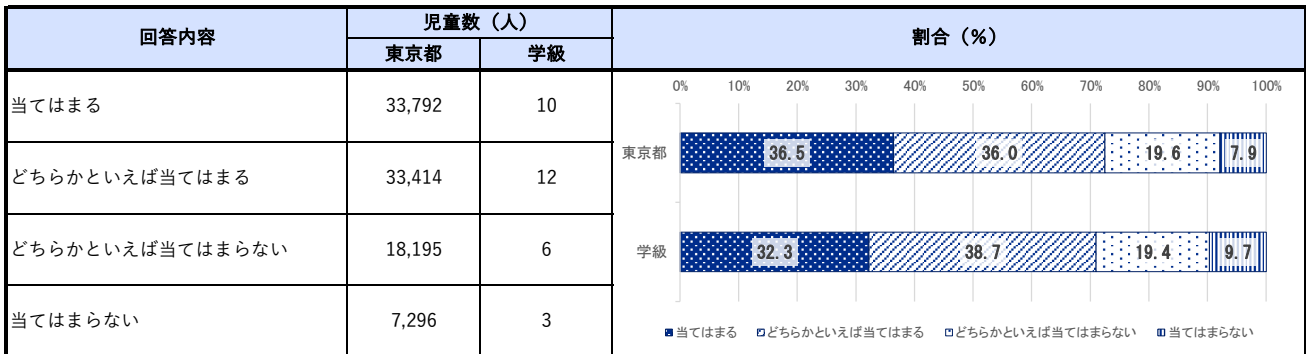 回答内容 児童数（人） 割合（％）
東京都 学級
当てはまる 33,792 10
どちらかといえば当てはまる 33,414 12
どちらかといえば当てはまらない 18,195 6
当てはまらない 7,296 3
0% 10% 20% 30% 40% 50% 60% 70% 80% 90% 100%
東京都 36.5 36.0 19.6 7.9
学級 32.3 38.7 19.4 9.7
当てはまる どちらかといえば当てはまる どちらかといえば当てはまらない 当てはまらない